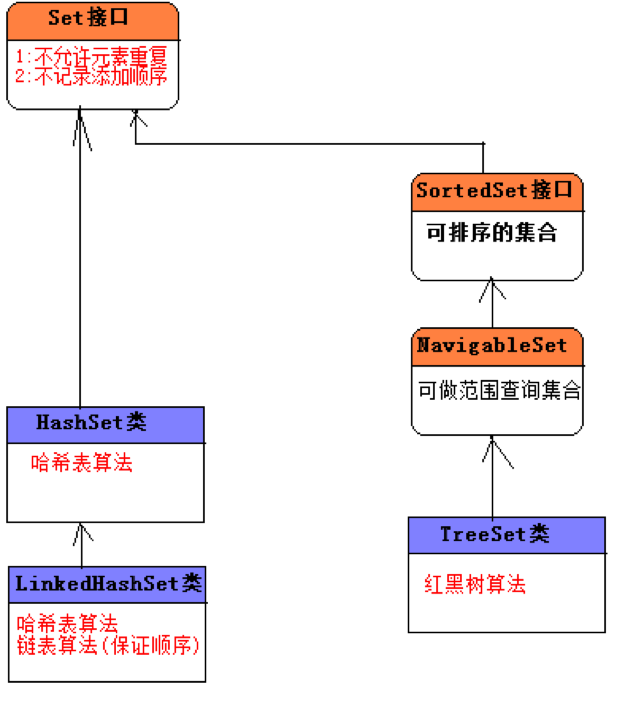 Set接口
1:不允许元素重复
2:不记录添加顺序
SortedSet接口
可排序的集合
NavigableSet
可做范围查询集合
HashSet类
哈希表算法
TreeSet类
红黑树算法
LinkedHashSet类
哈希表算法
链表算法(保证顺序)